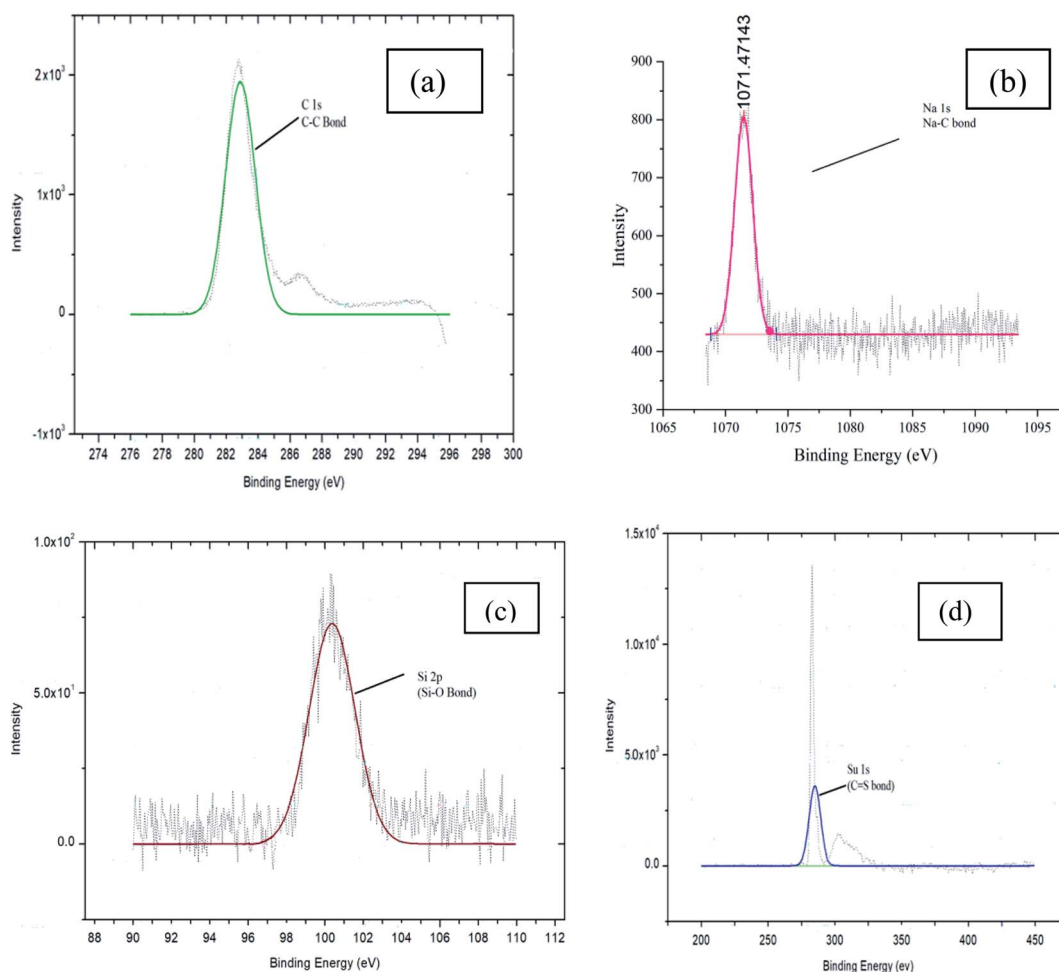 (a)
2x10³
1x10³
0
-1x10³
Intensity
C 1s
C-C Bond
274 276 278 280 282 284 286 288 290 292 294 296 298 300
Binding Energy (eV)
(b)
1071.47143
900
800
700
600
500
400
300
Intensity
Na 1s
Na-C bond
1065 1070 1075 1080 1085 1090 1095
Binding Energy (eV)
(c)
1.0x10²
5.0x10¹
0.0
Intensity
Si 2p
(Si-O Bond)
88 90 92 94 96 98 100 102 104 106 108 110 112
Binding Energy (eV)
(d)
1.5x10⁴
1.0x10⁴
5.0x10³
0.0
Intensity
Su 1s
(C=S bond)
200 250 300 350 400 450
Binding Energy (ev)